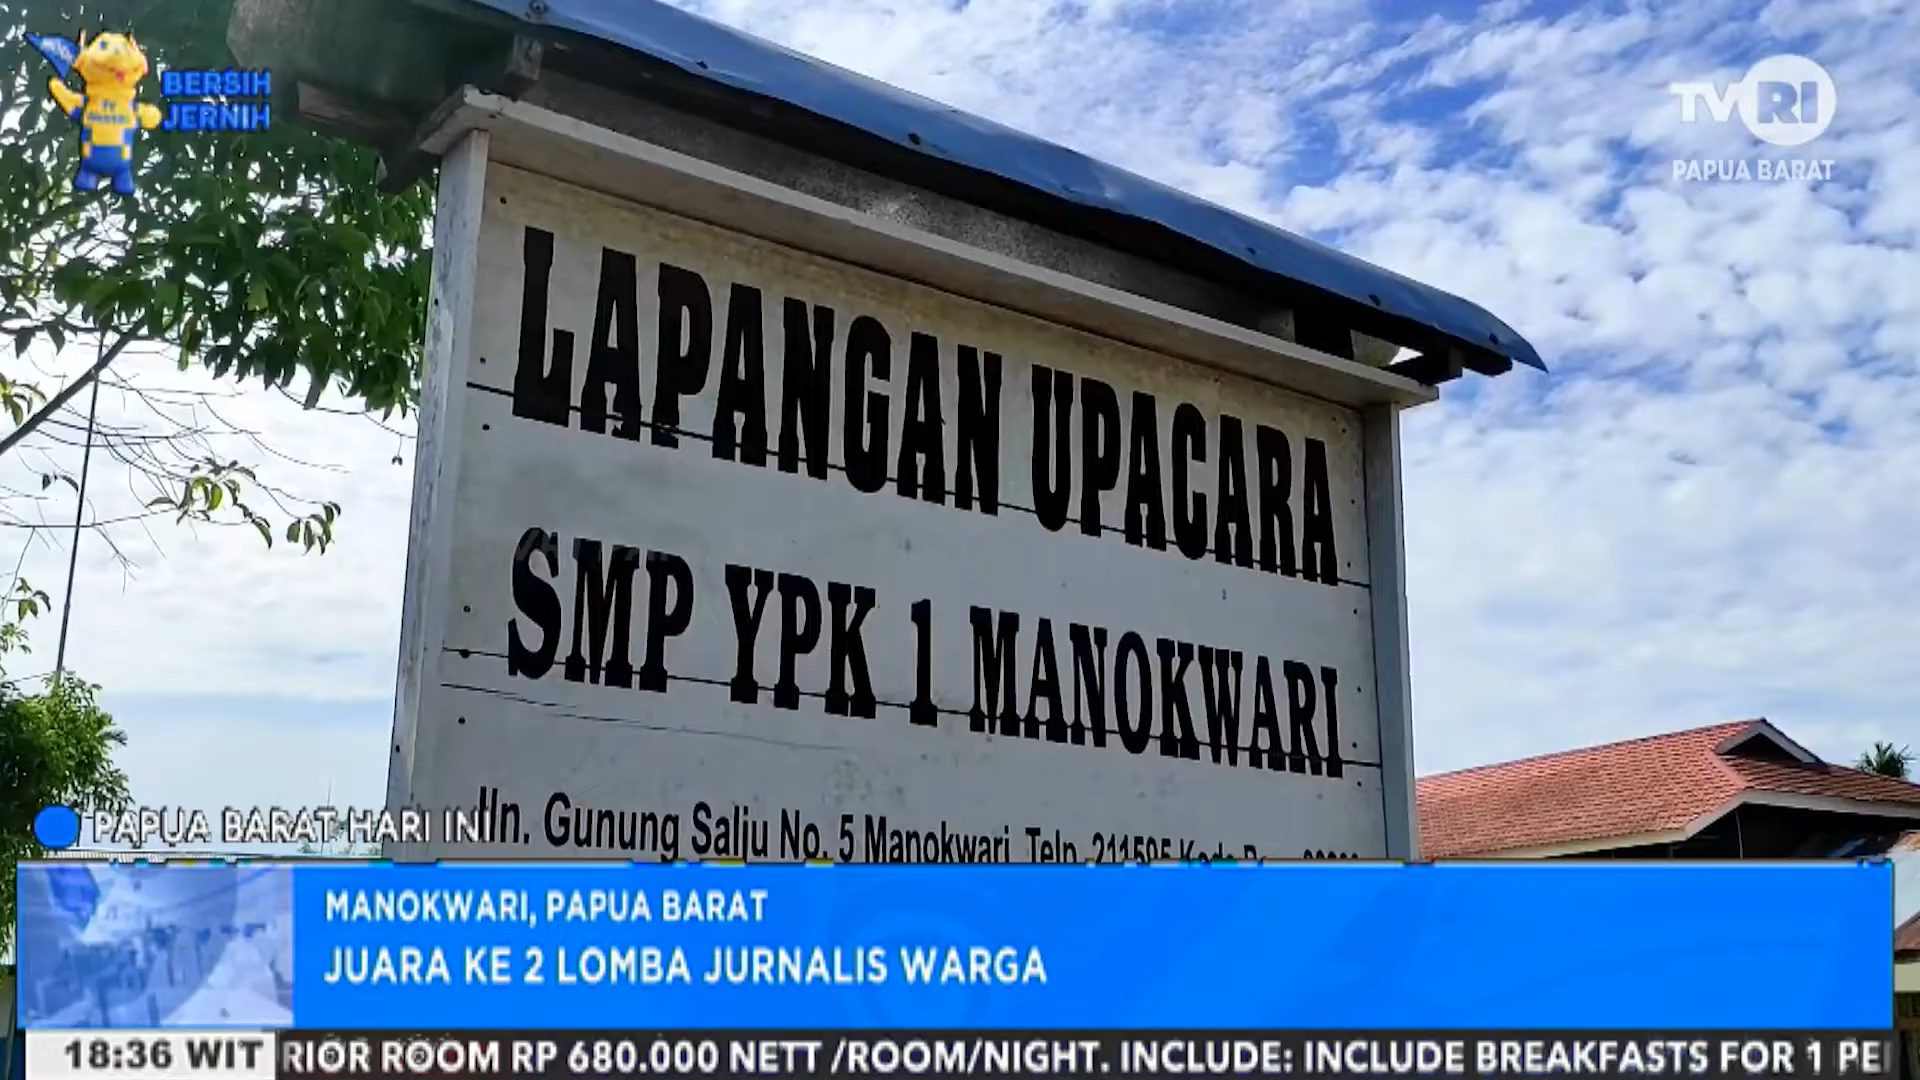 BERSIH
JERNIH
TVRI
PAPUA BARAT
LAPANGAN UPACARA
SMP YPK 1 MANOKWARI
Jln. Gunung Salju No. 5 Manokwari Telp. 211595 Kode
PAPUA BARAT HARI INI
MANOKWARI, PAPUA BARAT
JUARA KE 2 LOMBA JURNALIS WARGA
18:36 WIT RIOR ROOM RP 680.000 NETT /ROOM/NIGHT. INCLUDE: INCLUDE BREAKFASTS FOR 1 PE